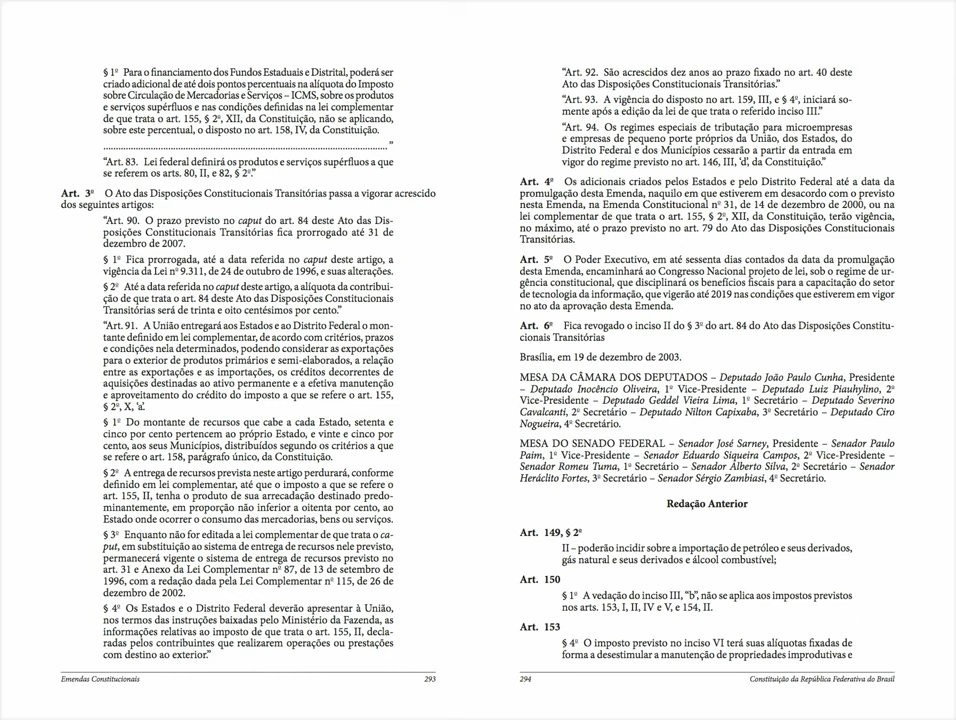 § 1º Para o financiamento dos Fundos Estaduais e Distrital, poderá ser
criado adicional de até dois pontos percentuais na alíquota do Imposto
sobre Circulação de Mercadorias e Serviços – ICMS, sobre os produtos
e serviços supérfluos e nas condições definidas na lei complementar
de que trata o art. 155, § 2º, XII, da Constituição, não se aplicando,
sobre este percentual, o disposto no art. 158, IV, da Constituição.
.........................................................................................................”
“Art. 83. Lei federal definirá os produtos e serviços supérfluos a que
se referem os arts. 80, II, e 82, § 2º.”
Art. 3º O Ato das Disposições Constitucionais Transitórias passa a vigorar acrescido
dos seguintes artigos:
“Art. 90. O prazo previsto no caput do art. 84 deste Ato das Dis-
posições Constitucionais Transitórias fica prorrogado até 31 de
dezembro de 2007.
§ 1º Fica prorrogada, até a data referida no caput deste artigo, a
vigência da Lei nº 9.311, de 24 de outubro de 1996, e suas alterações.
§ 2º Até a data referida no caput deste artigo, a alíquota da contribui-
ção de que trata o art. 84 deste Ato das Disposições Constitucionais
Transitórias será de trinta e oito centésimos por cento.”
“Art. 91. A União entregará aos Estados e ao Distrito Federal o mon-
tante definido em lei complementar, de acordo com critérios, prazos
e condições nela determinados, podendo considerar as exportações
para o exterior de produtos primários e semi-elaborados, a relação
entre as exportações e as importações, os créditos decorrentes de
aquisições destinadas ao ativo permanente e a efetiva manutenção
e aproveitamento do crédito do imposto a que se refere o art. 155,
§ 2º, X, ‘a’.
§ 1º Do montante de recursos que cabe a cada Estado, setenta e
cinco por cento pertencem ao próprio Estado, e vinte e cinco por
cento, aos seus Municípios, distribuídos segundo os critérios a que
se refere o art. 158, parágrafo único, da Constituição.
§ 2º A entrega de recursos prevista neste artigo perdurará, conforme
definido em lei complementar, até que o imposto a que se refere o
art. 155, II, tenha o produto de sua arrecadação destinado predo-
minantemente, em proporção não inferior a oitenta por cento, ao
Estado onde ocorrer o consumo das mercadorias, bens ou serviços.
§ 3º Enquanto não for editada a lei complementar de que trata o ca-
put, em substituição ao sistema de entrega de recursos nele previsto,
permanecerá vigente o sistema de entrega de recursos previsto no
art. 31 e Anexo da Lei Complementar nº 87, de 13 de setembro de
1996, com a redação dada pela Lei Complementar nº 115, de 26 de
dezembro de 2002.
§ 4º Os Estados e o Distrito Federal deverão apresentar à União,
nos termos das instruções baixadas pelo Ministério da Fazenda, as
informações relativas ao imposto de que trata o art. 155, II, decla-
radas pelos contribuintes que realizarem operações ou prestações
com destino ao exterior.”
Emendas Constitucionais 293
“Art. 92. São acrescidos dez anos ao prazo fixado no art. 40 deste
Ato das Disposições Constitucionais Transitórias.”
“Art. 93. A vigência do disposto no art. 159, III, e § 4º, iniciará so-
mente após a edição da lei de que trata o referido inciso III.”
“Art. 94. Os regimes especiais de tributação para microempresas
e empresas de pequeno porte próprios da União, dos Estados, do
Distrito Federal e dos Municípios cessarão a partir da entrada em
vigor do regime previsto no art. 146, III, ‘d’, da Constituição.”
Art. 4º Os adicionais criados pelos Estados e pelo Distrito Federal até a data da
promulgação desta Emenda, naquilo em que estiverem em desacordo com o previsto
nesta Emenda, na Emenda Constitucional nº 31, de 14 de dezembro de 2000, ou na
lei complementar de que trata o art. 155, § 2º, XII, da Constituição, terão vigência,
no máximo, até o prazo previsto no art. 79 do Ato das Disposições Constitucionais
Transitórias.
Art. 5º O Poder Executivo, em até sessenta dias contados da data da promulgação
desta Emenda, encaminhará ao Congresso Nacional projeto de lei, sob o regime de ur-
gência constitucional, que disciplinará os benefícios fiscais para a capacitação do setor
de tecnologia da informação, que vigerão até 2019 nas condições que estiverem em vigor
no ato da aprovação desta Emenda.
Art. 6º Fica revogado o inciso II do § 3º do art. 84 do Ato das Disposições Constitu-
cionais Transitórias
Brasília, em 19 de dezembro de 2003.
MESA DA CÂMARA DOS DEPUTADOS – Deputado João Paulo Cunha, Presidente
– Deputado Inocêncio Oliveira, 1º Vice-Presidente – Deputado Luiz Piauhylino, 2º
Vice-Presidente – Deputado Geddel Vieira Lima, 1º Secretário – Deputado Severino
Cavalcanti, 2º Secretário – Deputado Nilton Capixaba, 3º Secretário – Deputado Ciro
Nogueira, 4º Secretário.
MESA DO SENADO FEDERAL – Senador José Sarney, Presidente – Senador Paulo
Paim, 1º Vice-Presidente – Senador Eduardo Siqueira Campos, 2º Vice-Presidente –
Senador Romeu Tuma, 1º Secretário – Senador Alberto Silva, 2º Secretário – Senador
Heráclito Fortes, 3º Secretário – Senador Sérgio Zambiasi, 4º Secretário.
Redação Anterior
Art. 149, § 2º
II – poderão incidir sobre a importação de petróleo e seus derivados,
gás natural e seus derivados e álcool combustível;
Art. 150
§ 1º A vedação do inciso III, “b”, não se aplica aos impostos previstos
nos arts. 153, I, II, IV e V, e 154, II.
Art. 153
§ 4º O imposto previsto no inciso VI terá suas alíquotas fixadas de
forma a desestimular a manutenção de propriedades improdutivas e
294 Constituição da República Federativa do Brasil